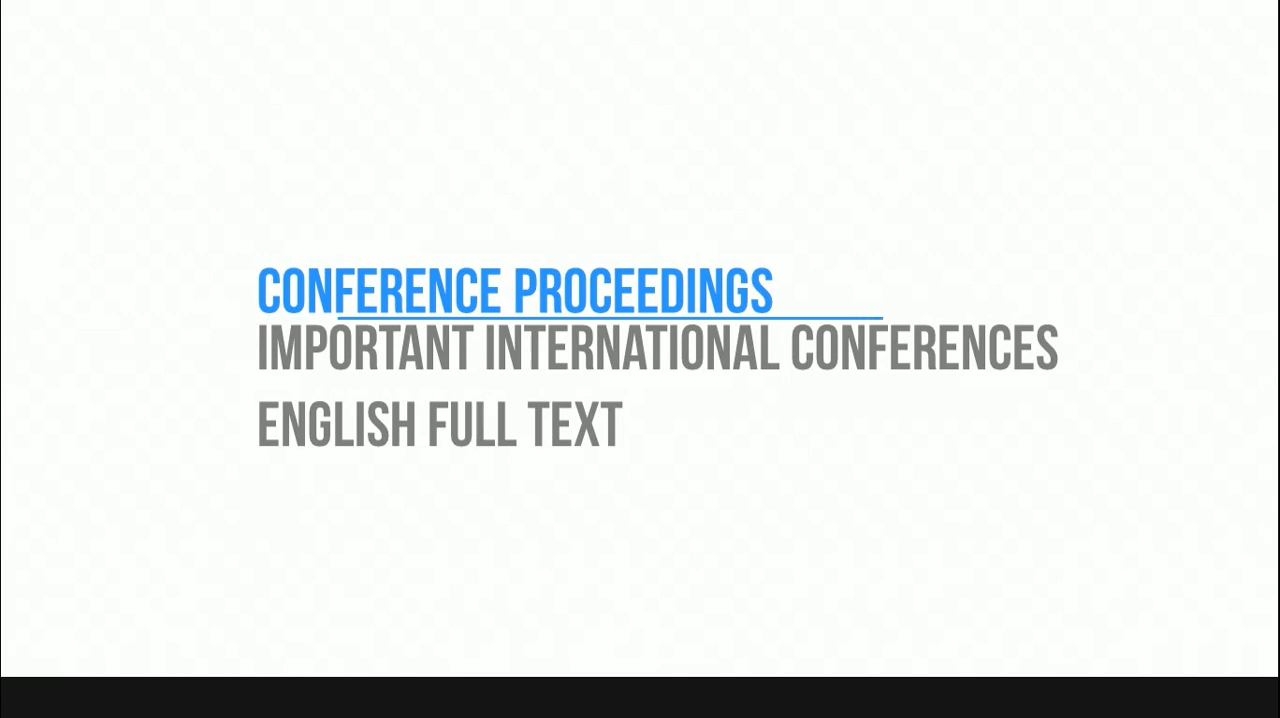 CONFERENCE PROCEEDINGS
IMPORTANT INTERNATIONAL CONFERENCES
ENGLISH FULL TEXT